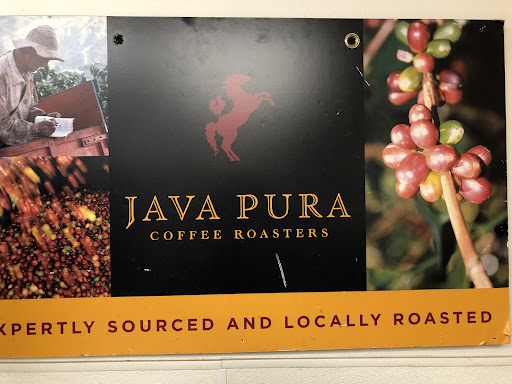 JAVA PURA
COFFEE ROASTERS
XPERTLY SOURCED AND LOCALLY ROASTED